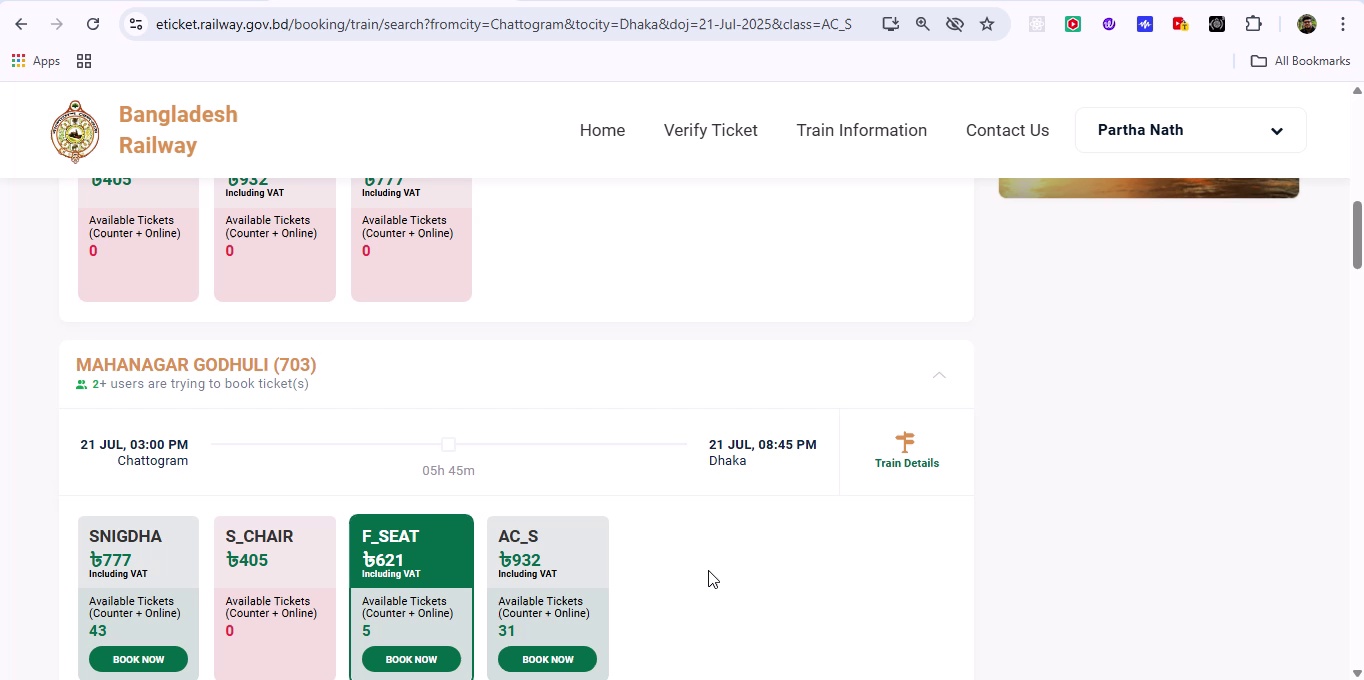 eticket.railway.gov.bd/booking/train/search?fromcity=Chattogram&tocity=Dhaka&doj=21-Jul-2025&class=AC_S
Apps
All Bookmarks
Bangladesh
Railway
Home
Verify Ticket
Train Information
Contact Us
Partha Nath
৳405
৳932
Including VAT
৳777
Including VAT
Available Tickets
(Counter + Online)
0
Available Tickets
(Counter + Online)
0
Available Tickets
(Counter + Online)
0
MAHANAGAR GODHULI (703)
2+ users are trying to book ticket(s)
21 JUL, 03:00 PM
Chattogram
05h 45m
21 JUL, 08:45 PM
Dhaka
Train Details
SNIGDHA
৳777
Including VAT
Available Tickets
(Counter + Online)
43
BOOK NOW
S_CHAIR
৳405
Available Tickets
(Counter + Online)
0
F_SEAT
৳621
Including VAT
Available Tickets
(Counter + Online)
5
BOOK NOW
AC_S
৳932
Including VAT
Available Tickets
(Counter + Online)
31
BOOK NOW